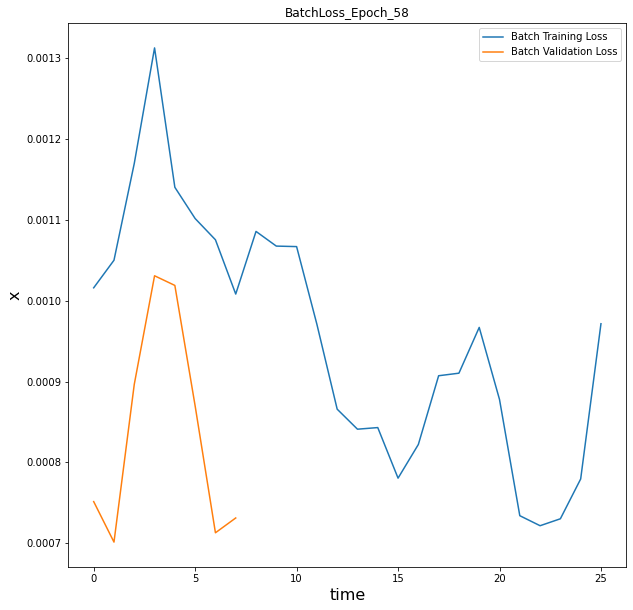 BatchLoss_Epoch_58
Batch Training Loss
Batch Validation Loss
0.0013
0.0012
0.0011
0.0010
0.0009
0.0008
0.0007
x
0 5 10 15 20 25
time